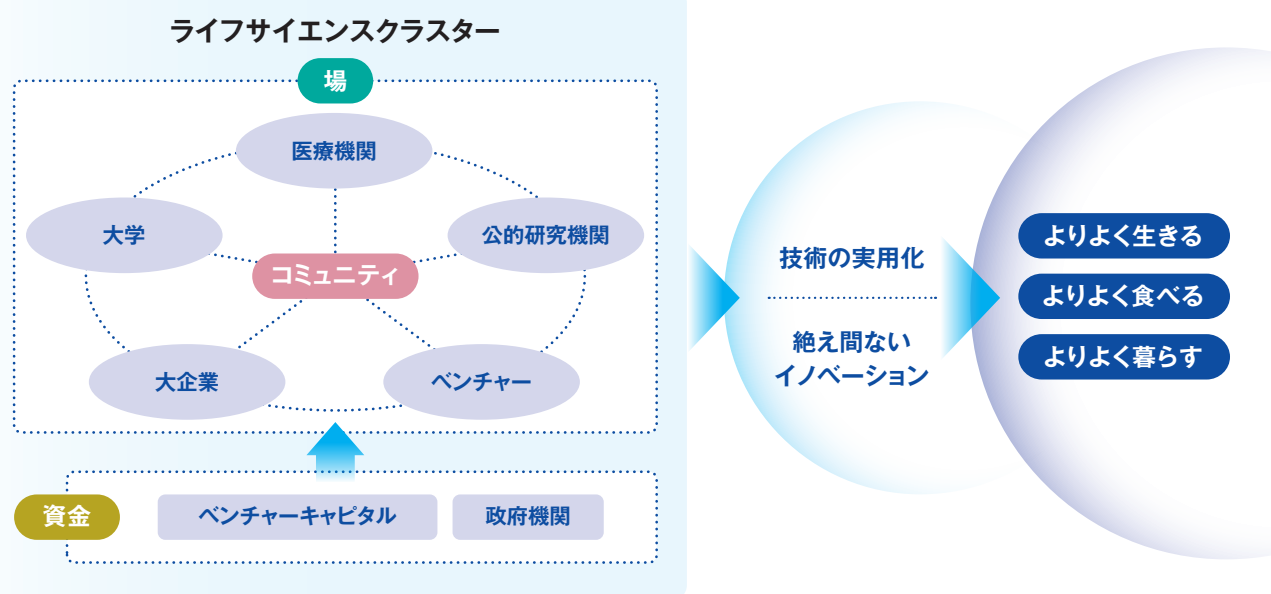 ライフサイエンスクラスター
場
医療機関
大学
公的研究機関
コミュニティ
大企業
ベンチャー
資金
ベンチャーキャピタル
政府機関
技術の実用化
絶え間ない
イノベーション
よりよく生きる
よりよく食べる
よりよく暮らす